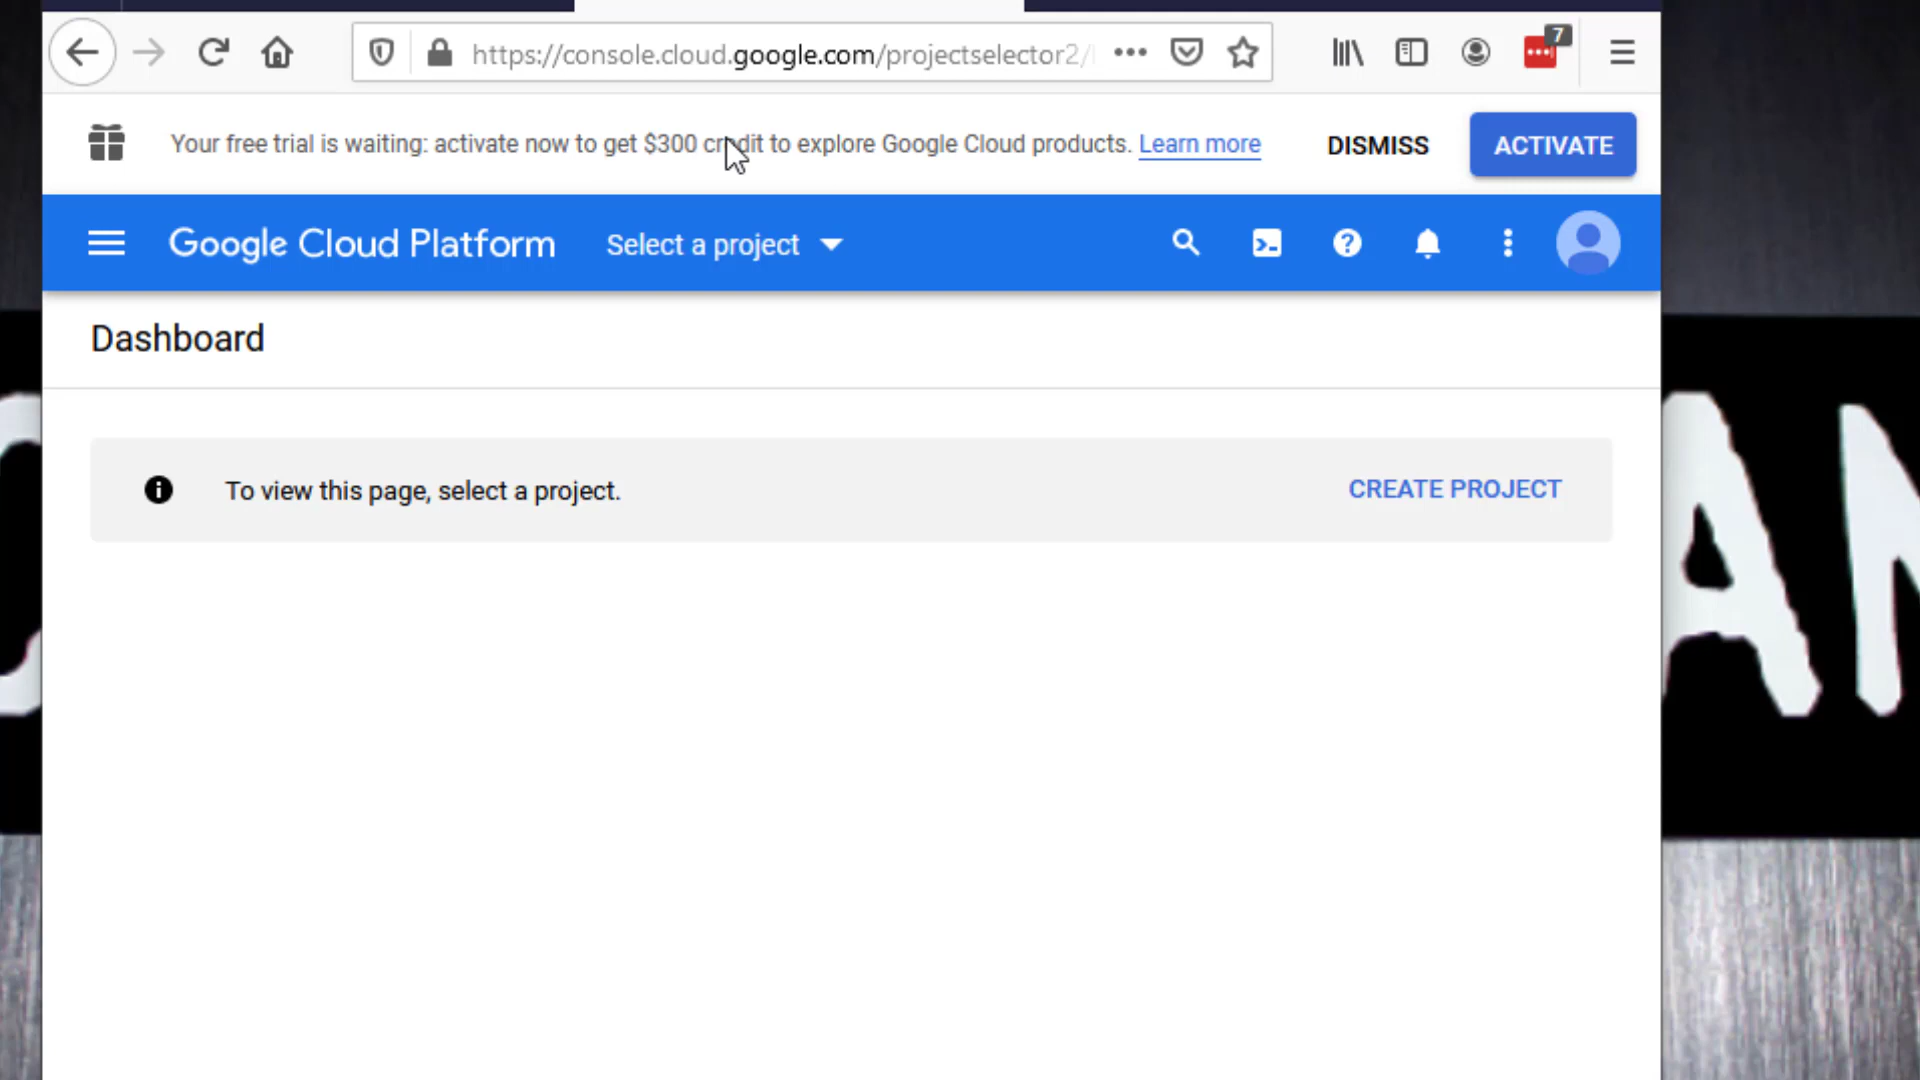 https://console.cloud.google.com/projectselector2/
7
Your free trial is waiting: activate now to get $300 credit to explore Google Cloud products. Learn more
DISMISS
ACTIVATE
Google Cloud Platform
Select a project
Dashboard
To view this page, select a project.
CREATE PROJECT